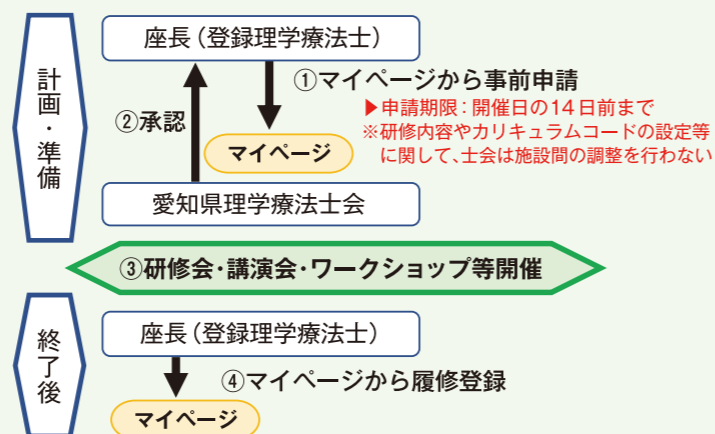 計画・準備
座長（登録理学療法士）
①マイページから事前申請
▶申請期限：開催日の14日前まで
※研修内容やカリキュラムコードの設定等
に関して、士会は施設間の調整を行わない
②承認
マイページ
愛知県理学療法士会
③研修会・講演会・ワークショップ等開催
終了後
座長（登録理学療法士）
④マイページから履修登録
マイページ